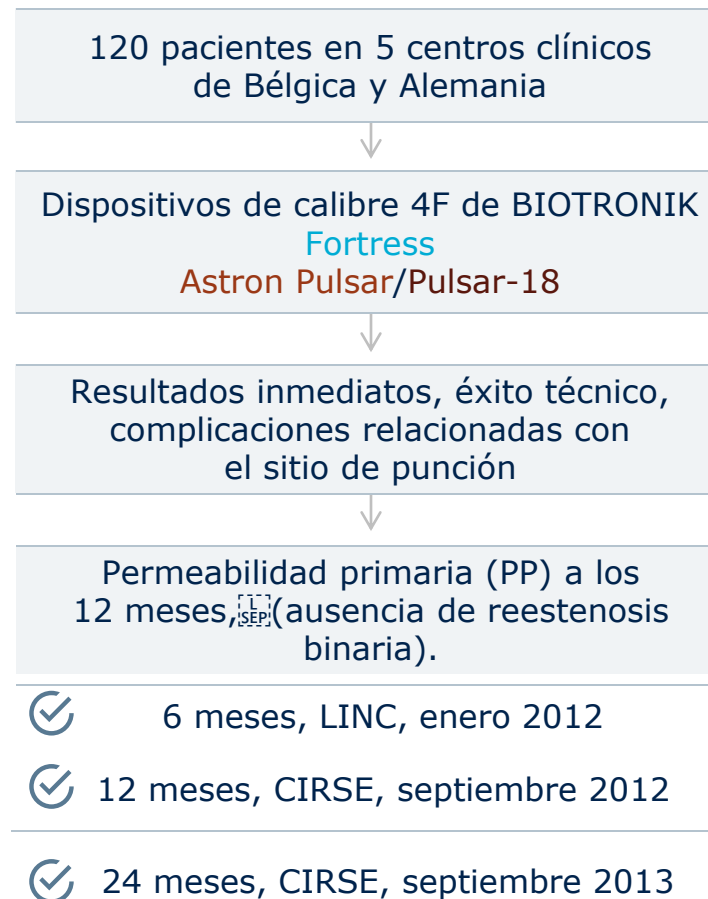 120 pacientes en 5 centros clínicos
de Bélgica y Alemania
Dispositivos de calibre 4F de BIOTRONIK
Fortress
Astron Pulsar/Pulsar-18
Resultados inmediatos, éxito técnico,
complicaciones relacionadas con
el sitio de punción
Permeabilidad primaria (PP) a los
12 meses,L SEP(ausencia de reestenosis
binaria).
6 meses, LINC, enero 2012
12 meses, CIRSE, septiembre 2012
24 meses, CIRSE, septiembre 2013